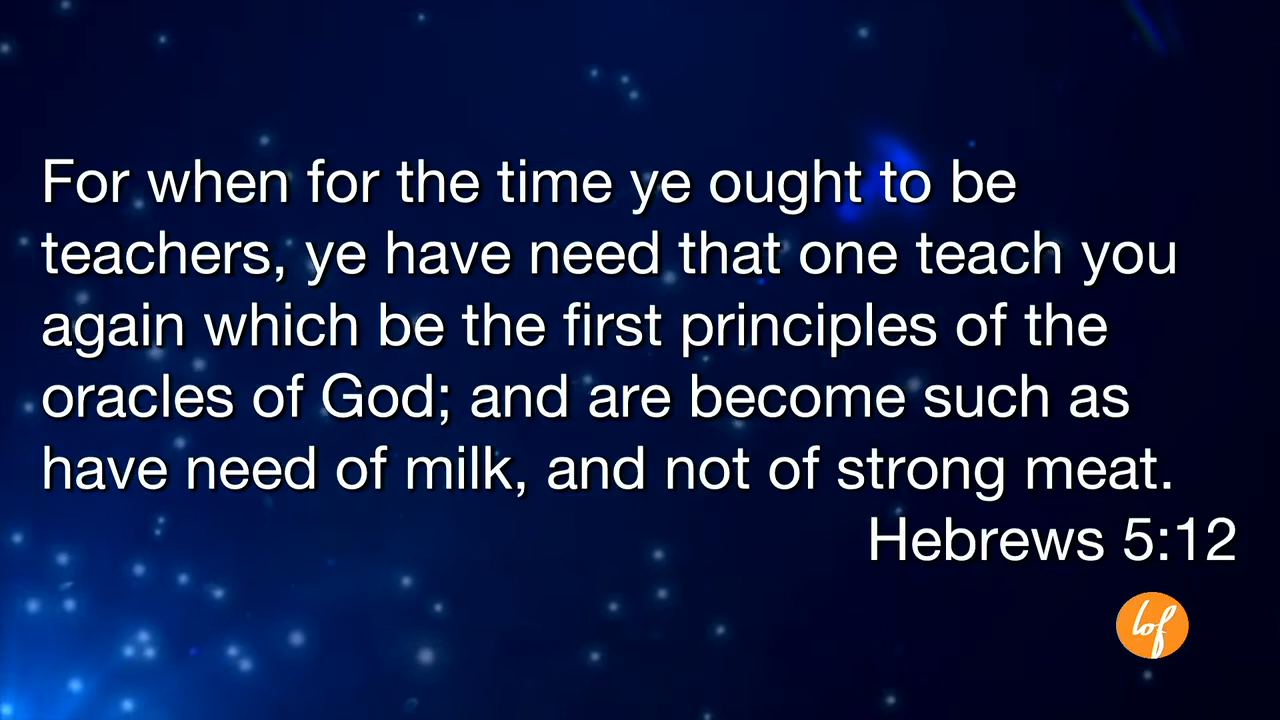 For when for the time ye ought to be
teachers, ye have need that one teach you
again which be the first principles of the
oracles of God; and are become such as
have need of milk, and not of strong meat.
Hebrews 5:12
lof